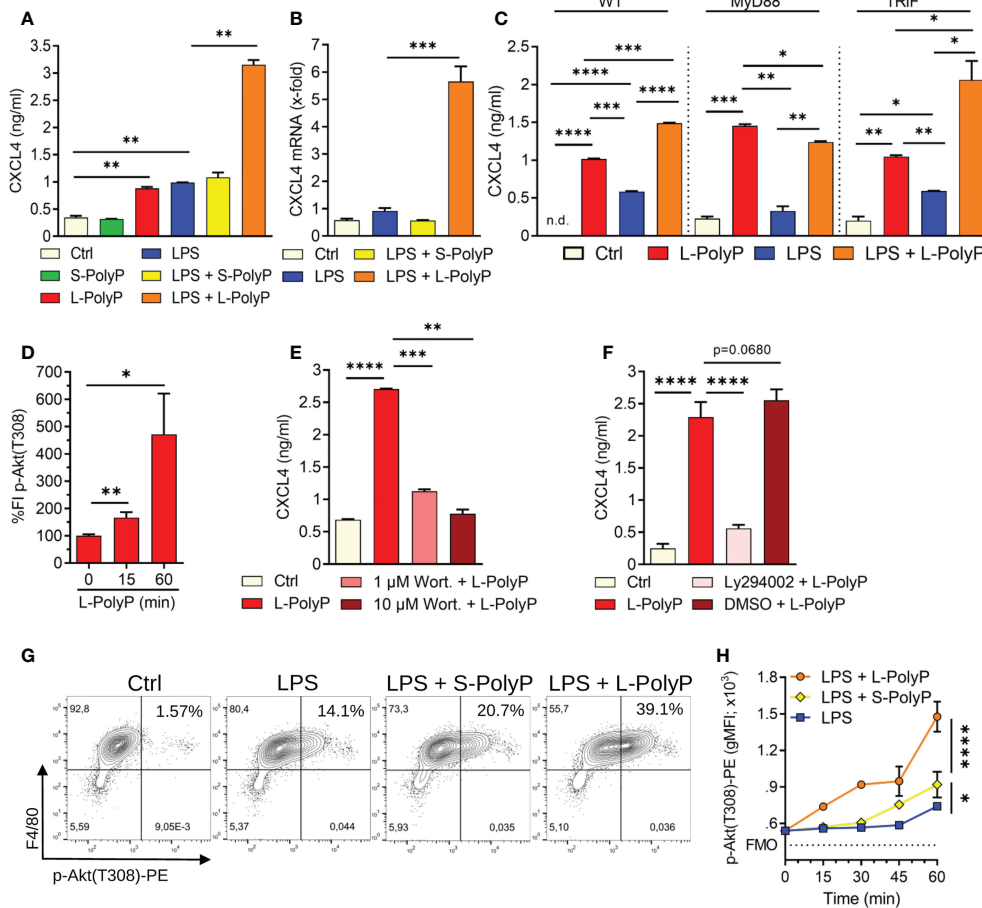 A
CXCL4 (ng/ml)
3.5
3
2.5
2
1.5
1
0.5
0
**
**
**
Ctrl
S-PolyP
L-PolyP
LPS
LPS + S-PolyP
LPS + L-PolyP
B
CXCL4 mRNA (x-fold)
7
6
5
4
3
2
1
0
***
Ctrl
LPS
LPS + S-PolyP
LPS + L-PolyP
C
WT
MyD88
TRIF
CXCL4 (ng/ml)
2.5
2
1.5
1
0.5
0
***
****
***
****
****
n.d.
*
**
***
**
*
*
*
**
**
Ctrl
L-PolyP
LPS
LPS + L-PolyP
D
%FI p-Akt(T308)
700
600
500
400
300
200
100
0
*
**
0 15 60
L-PolyP (min)
E
CXCL4 (ng/ml)
3
2.5
2
1.5
1
0.5
0
**
***
****
Ctrl
L-PolyP
1 µM Wort. + L-PolyP
10 µM Wort. + L-PolyP
F
CXCL4 (ng/ml)
3
2.5
2
1.5
1
0.5
0
p=0.0680
****
****
Ctrl
L-PolyP
Ly294002 + L-PolyP
DMSO + L-PolyP
G
Ctrl
92,8
1.57%
5,59
9,05E-3
LPS
80,4
14.1%
5,37
0,044
LPS + S-PolyP
73,3
20.7%
5,93
0,035
LPS + L-PolyP
55,7
39.1%
5,10
0,036
F4/80
p-Akt(T308)-PE
H
LPS + L-PolyP
LPS + S-PolyP
LPS
p-Akt(T308)-PE (gMFI; x10³)
1.8
1.5
1.2
0.9
0.6
FMO
****
*
0 15 30 45 60
Time (min)